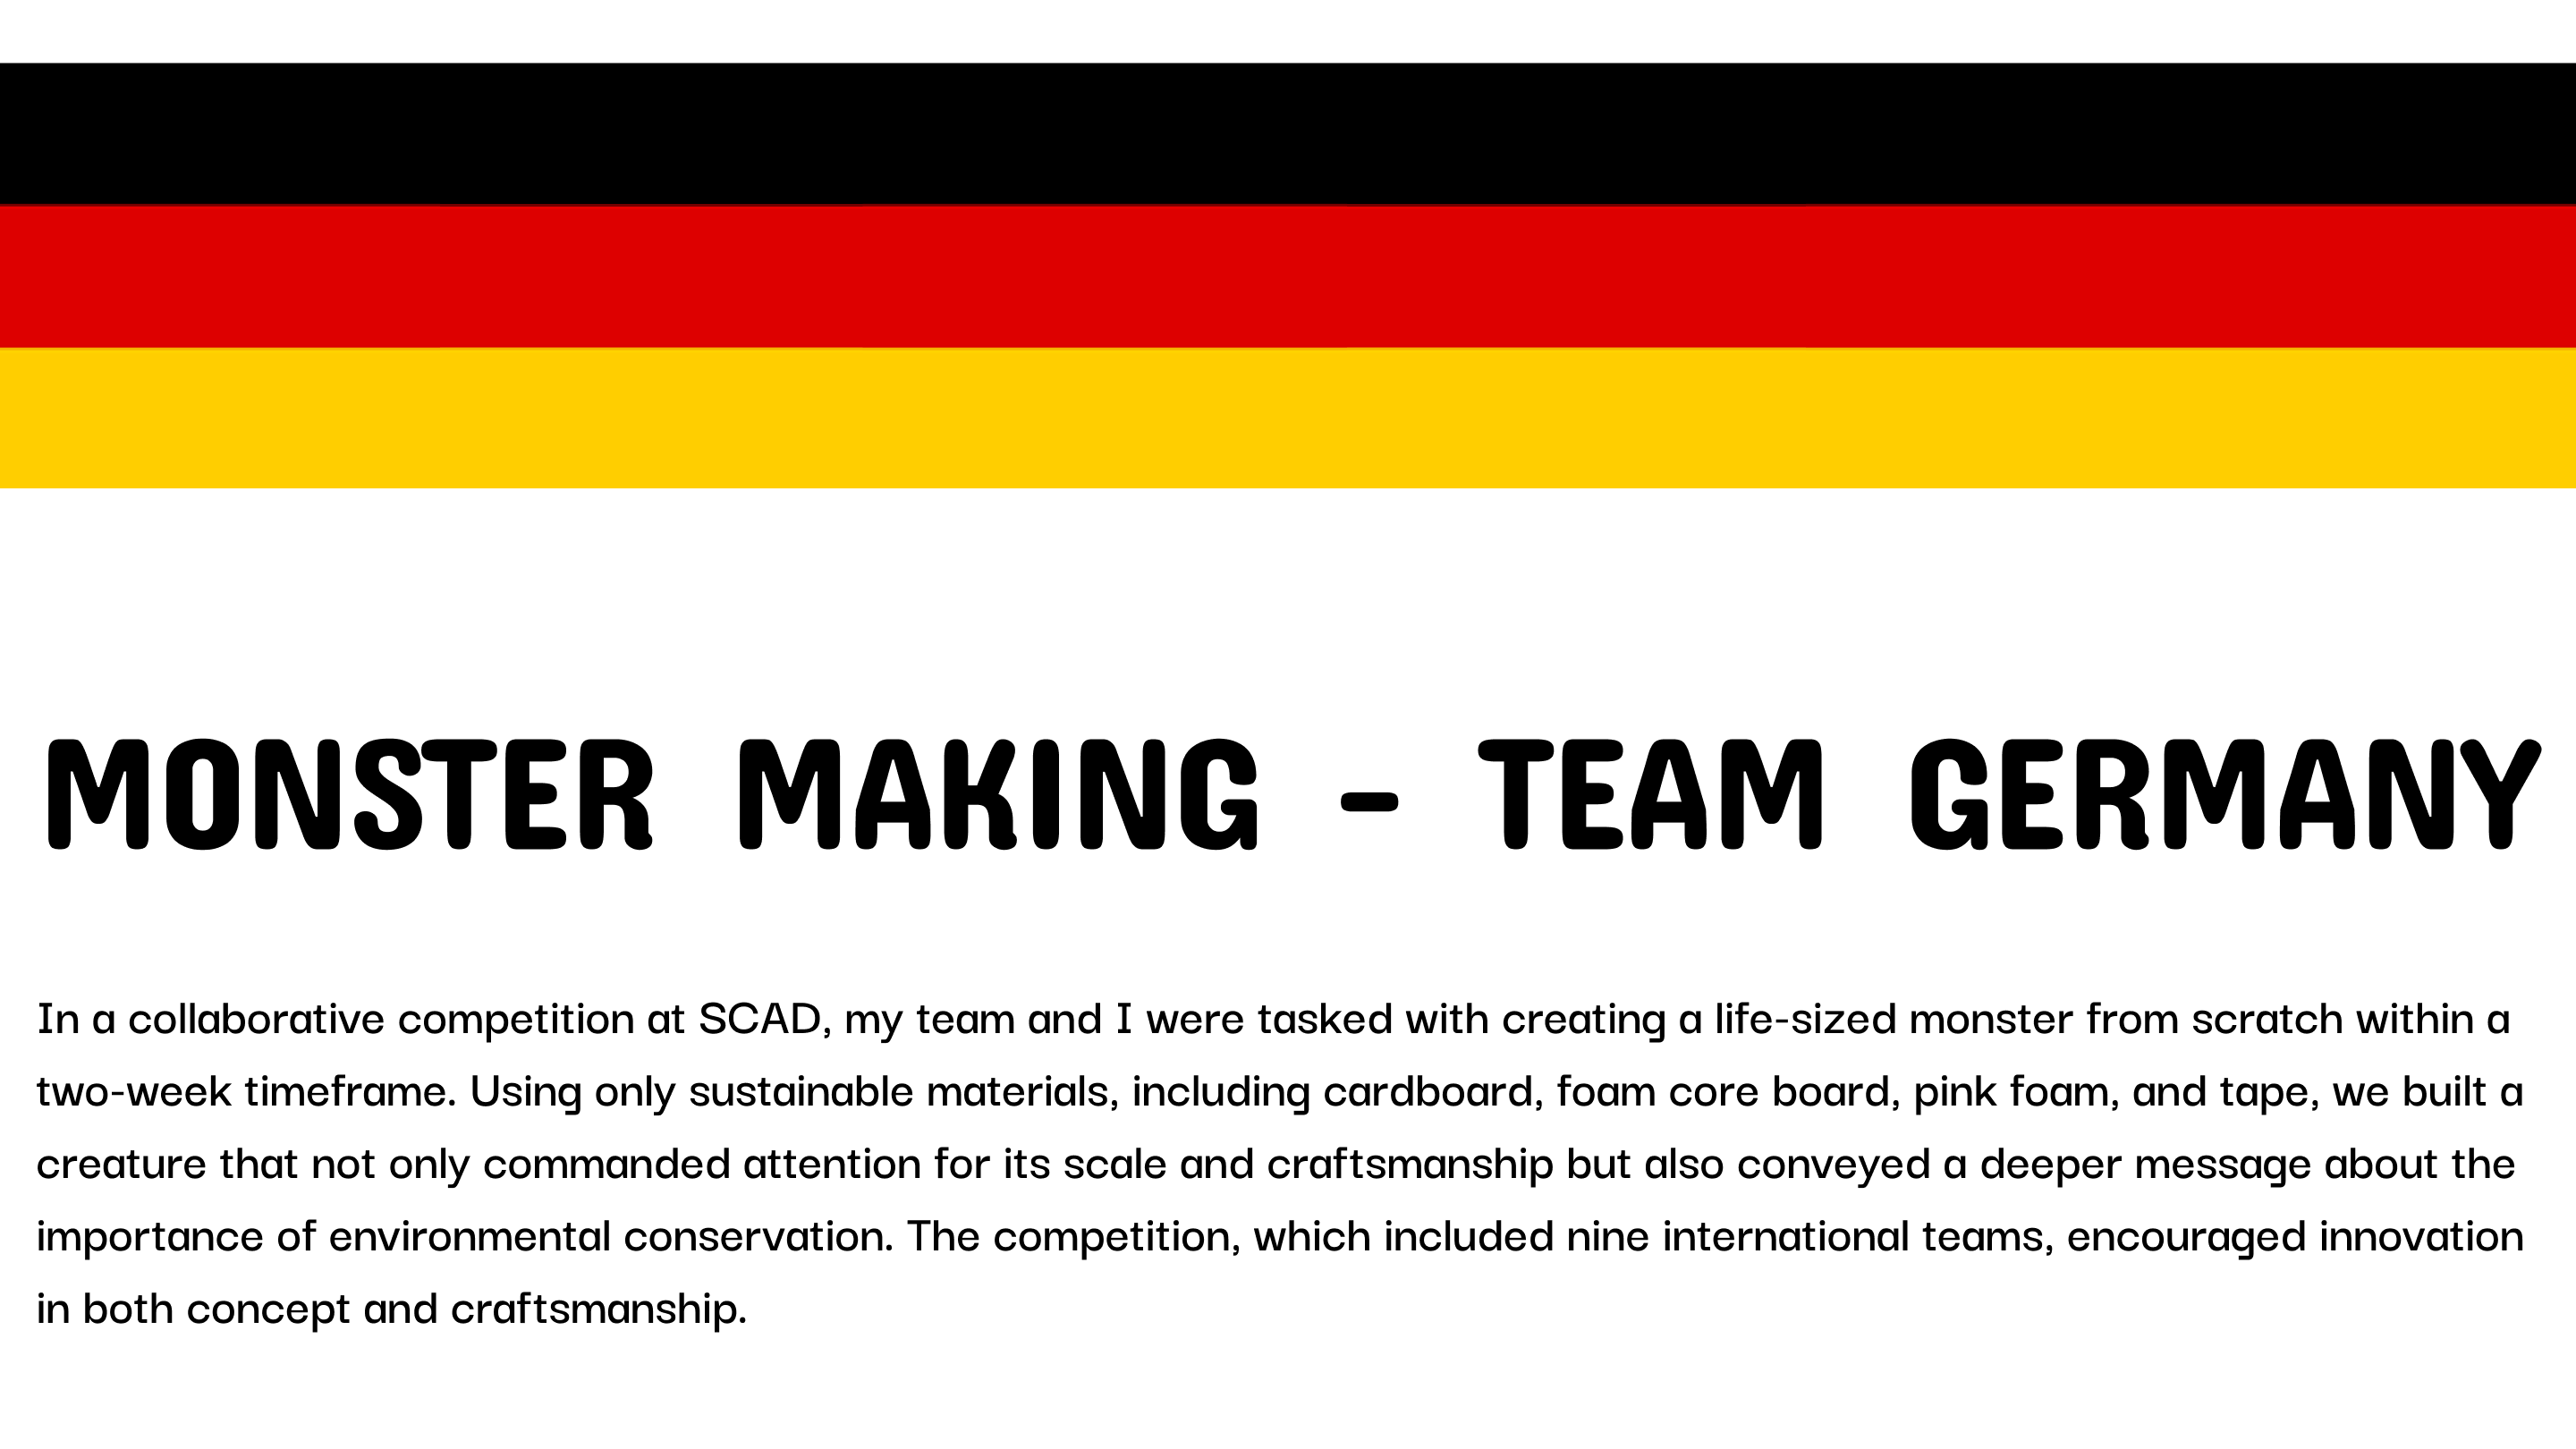 MONSTER MAKING - TEAM GERMANY
In a collaborative competition at SCAD, my team and I were tasked with creating a life-sized monster from scratch within a
two-week timeframe. Using only sustainable materials, including cardboard, foam core board, pink foam, and tape, we built a
creature that not only commanded attention for its scale and craftsmanship but also conveyed a deeper message about the
importance of environmental conservation. The competition, which included nine international teams, encouraged innovation
in both concept and craftsmanship.